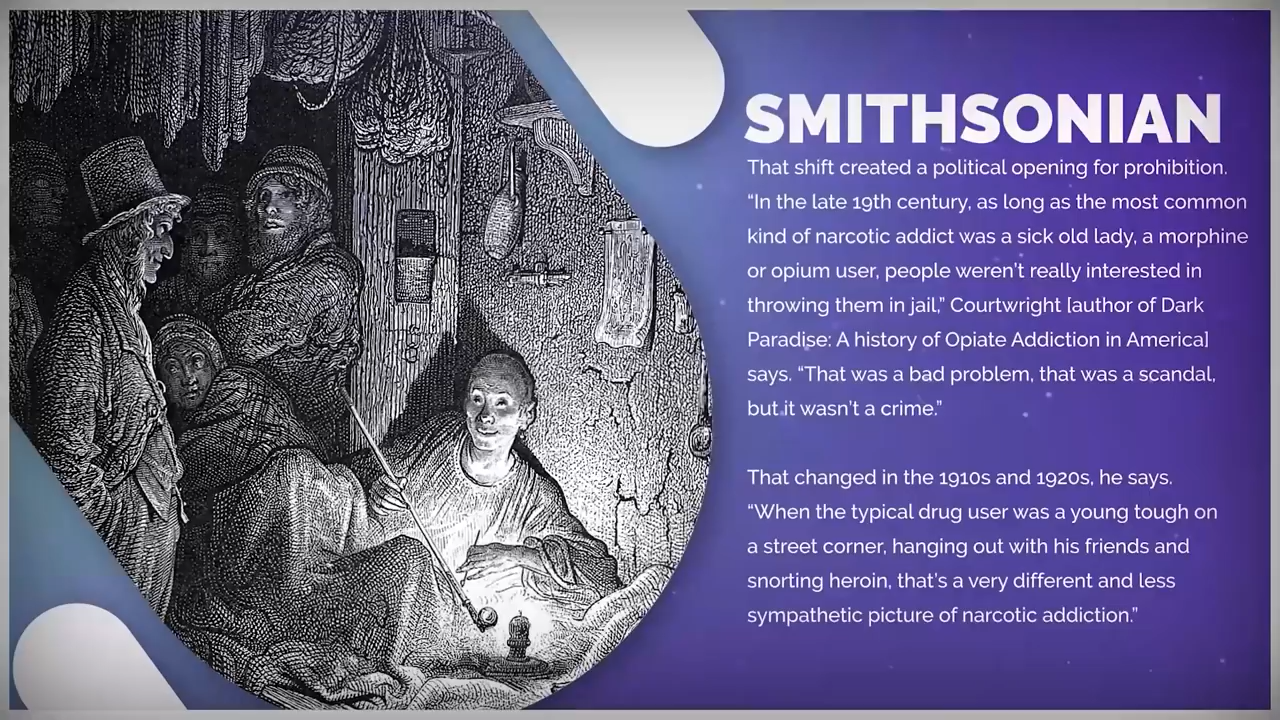 SMITHSONIAN
That shift created a political opening for prohibition.
“In the late 19th century, as long as the most common
kind of narcotic addict was a sick old lady, a morphine
or opium user, people weren’t really interested in
throwing them in jail,” Courtwright [author of Dark
Paradise: A history of Opiate Addiction in America]
says. “That was a bad problem, that was a scandal,
but it wasn’t a crime.”
That changed in the 1910s and 1920s, he says.
“When the typical drug user was a young tough on
a street corner, hanging out with his friends and
snorting heroin, that’s a very different and less
sympathetic picture of narcotic addiction.”